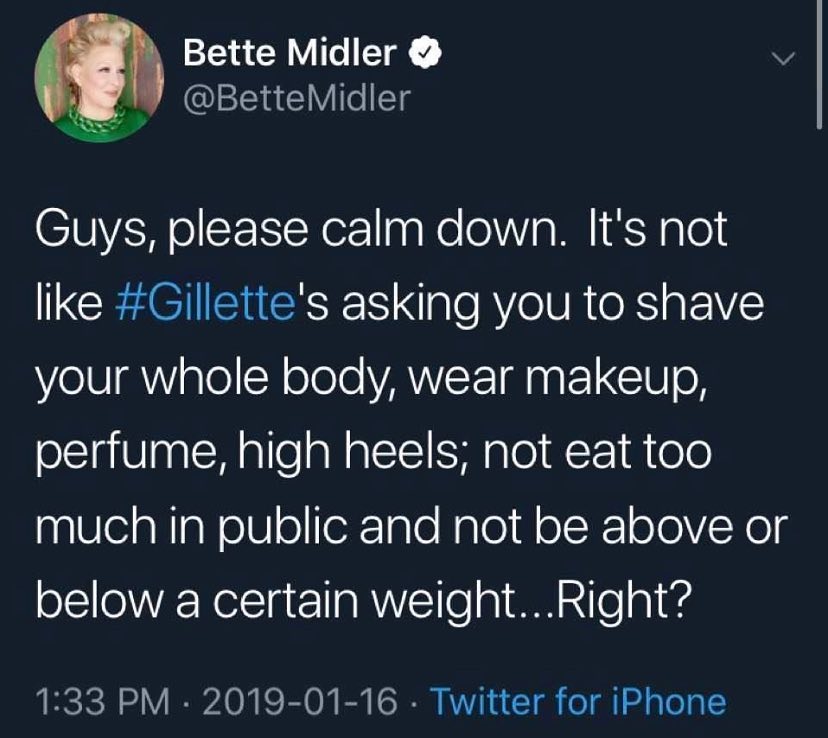 Bette Midler
@BetteMidler
Guys, please calm down. It's not
like #Gillette's asking you to shave
your whole body, wear makeup,
perfume, high heels; not eat too
much in public and not be above or
below a certain weight...Right?
1:33 PM · 2019-01-16 · Twitter for iPhone